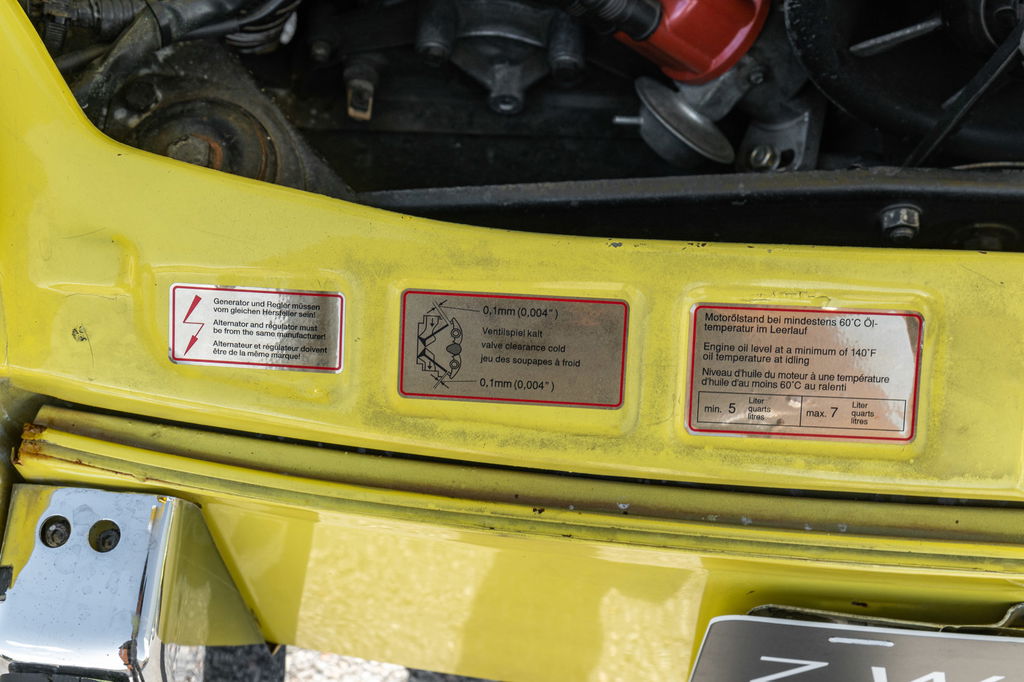 Generator und Regler müssen
vom gleichen Hersfeller sein!
Alternator and régulator must
be from the same manufacturer!
Alternateur et régulateur doivent
être de la même marque!
0,1mm (0,004")
Ventilspiel kalt
valve clearance cold
jeu des soupapes à froid
0,1mm (0,004")
Motorölstand bei mindestens 60°C Öl-
temperatur im Leerlauf
Engine oil level at a minimum of 140°F
oil temperature at idling
Niveau d'huile du moteur à une température
d'huile d'au moins 60°C au ralenti
min. 5 Liter quarts litres max. 7 Liter quarts litres